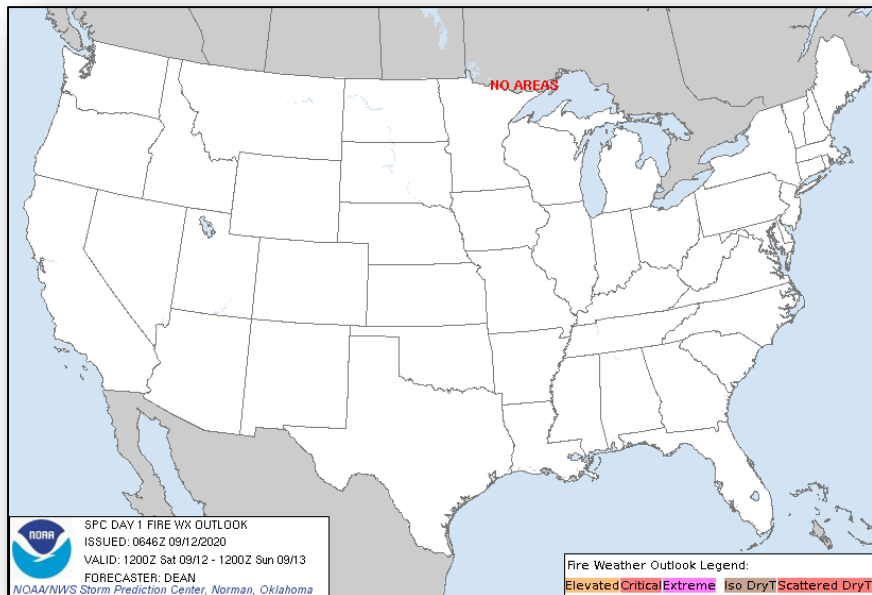 NO AREAS
NOAA
SPC DAY 1 FIRE WX OUTLOOK
ISSUED: 0646Z 09/12/2020
VALID: 1200Z Sat 09/12 - 1200Z Sun 09/13
FORECASTER: DEAN
NOAA/NWS Storm Prediction Center, Norman, Oklahoma
Fire Weather Outlook Legend:
Elevated Critical Extreme Iso DryT Scattered DryT